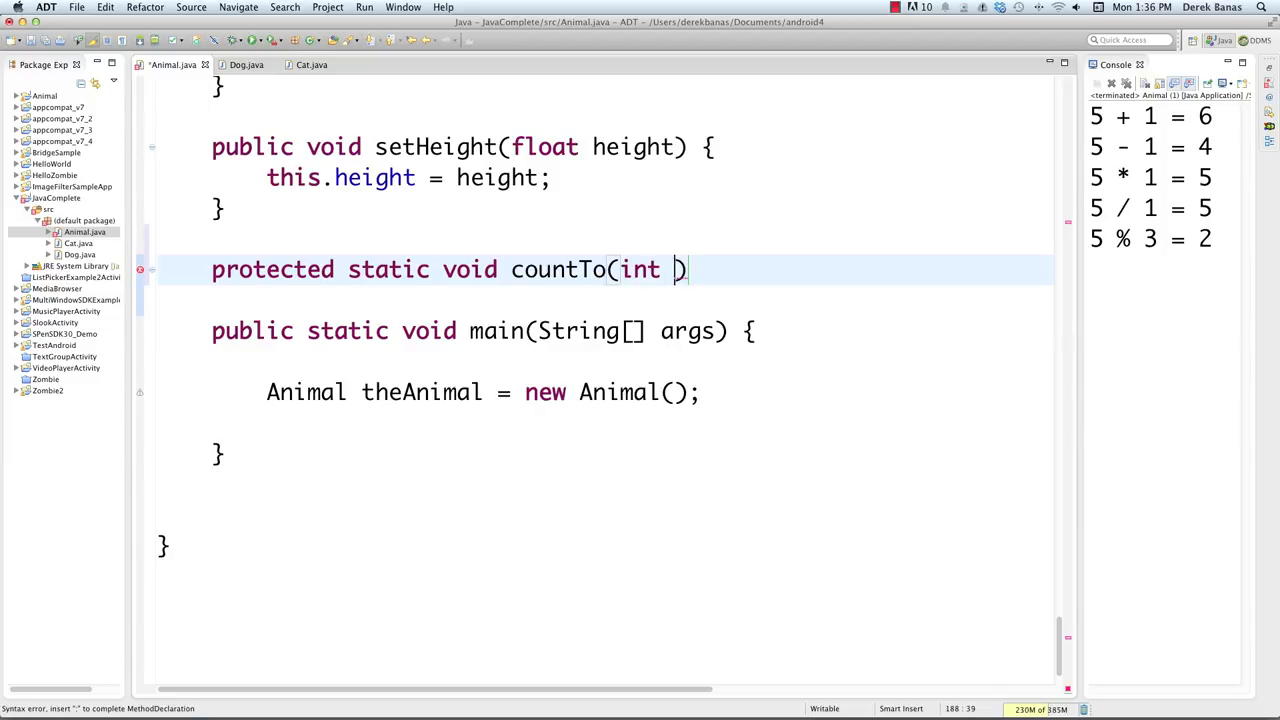 ADT File Edit Refactor Source Navigate Search Project Run Window Help
10 Mon 1:36 PM Derek Banas
Java - JavaComplete/src/Animal.java - ADT - /Users/derekbanas/Documents/android4
Quick Access
Java
DDMS
Package Exp
*Animal.java
Dog.java
Cat.java
Console
Animal
appcompat_v7
appcompat_v7_2
appcompat_v7_3
appcompat_v7_4
BridgeSample
HelloWorld
HelloZombie
ImageFilterSampleApp
JavaComplete
src
(default package)
Animal.java
Cat.java
Dog.java
JRE System Library [
ListPickerExample2Activi
MediaBrowser
MultiWindowSDKExample
MusicPlayerActivity
SlookActivity
SPenSDK30_Demo
TestAndroid
TextGroupActivity
VideoPlayerActivity
Zombie
Zombie2
}
public void setHeight(float height) {
this.height = height;
}
protected static void countTo(int )
public static void main(String[] args) {
Animal theAnimal = new Animal();
}
}
<terminated> Animal (1) [Java Application] /S
5 + 1 = 6
5 - 1 = 4
5 * 1 = 5
5 / 1 = 5
5 % 3 = 2
Syntax error, insert ";" to complete MethodDeclaration
Writable
Smart Insert
188 : 39
230M of 385M